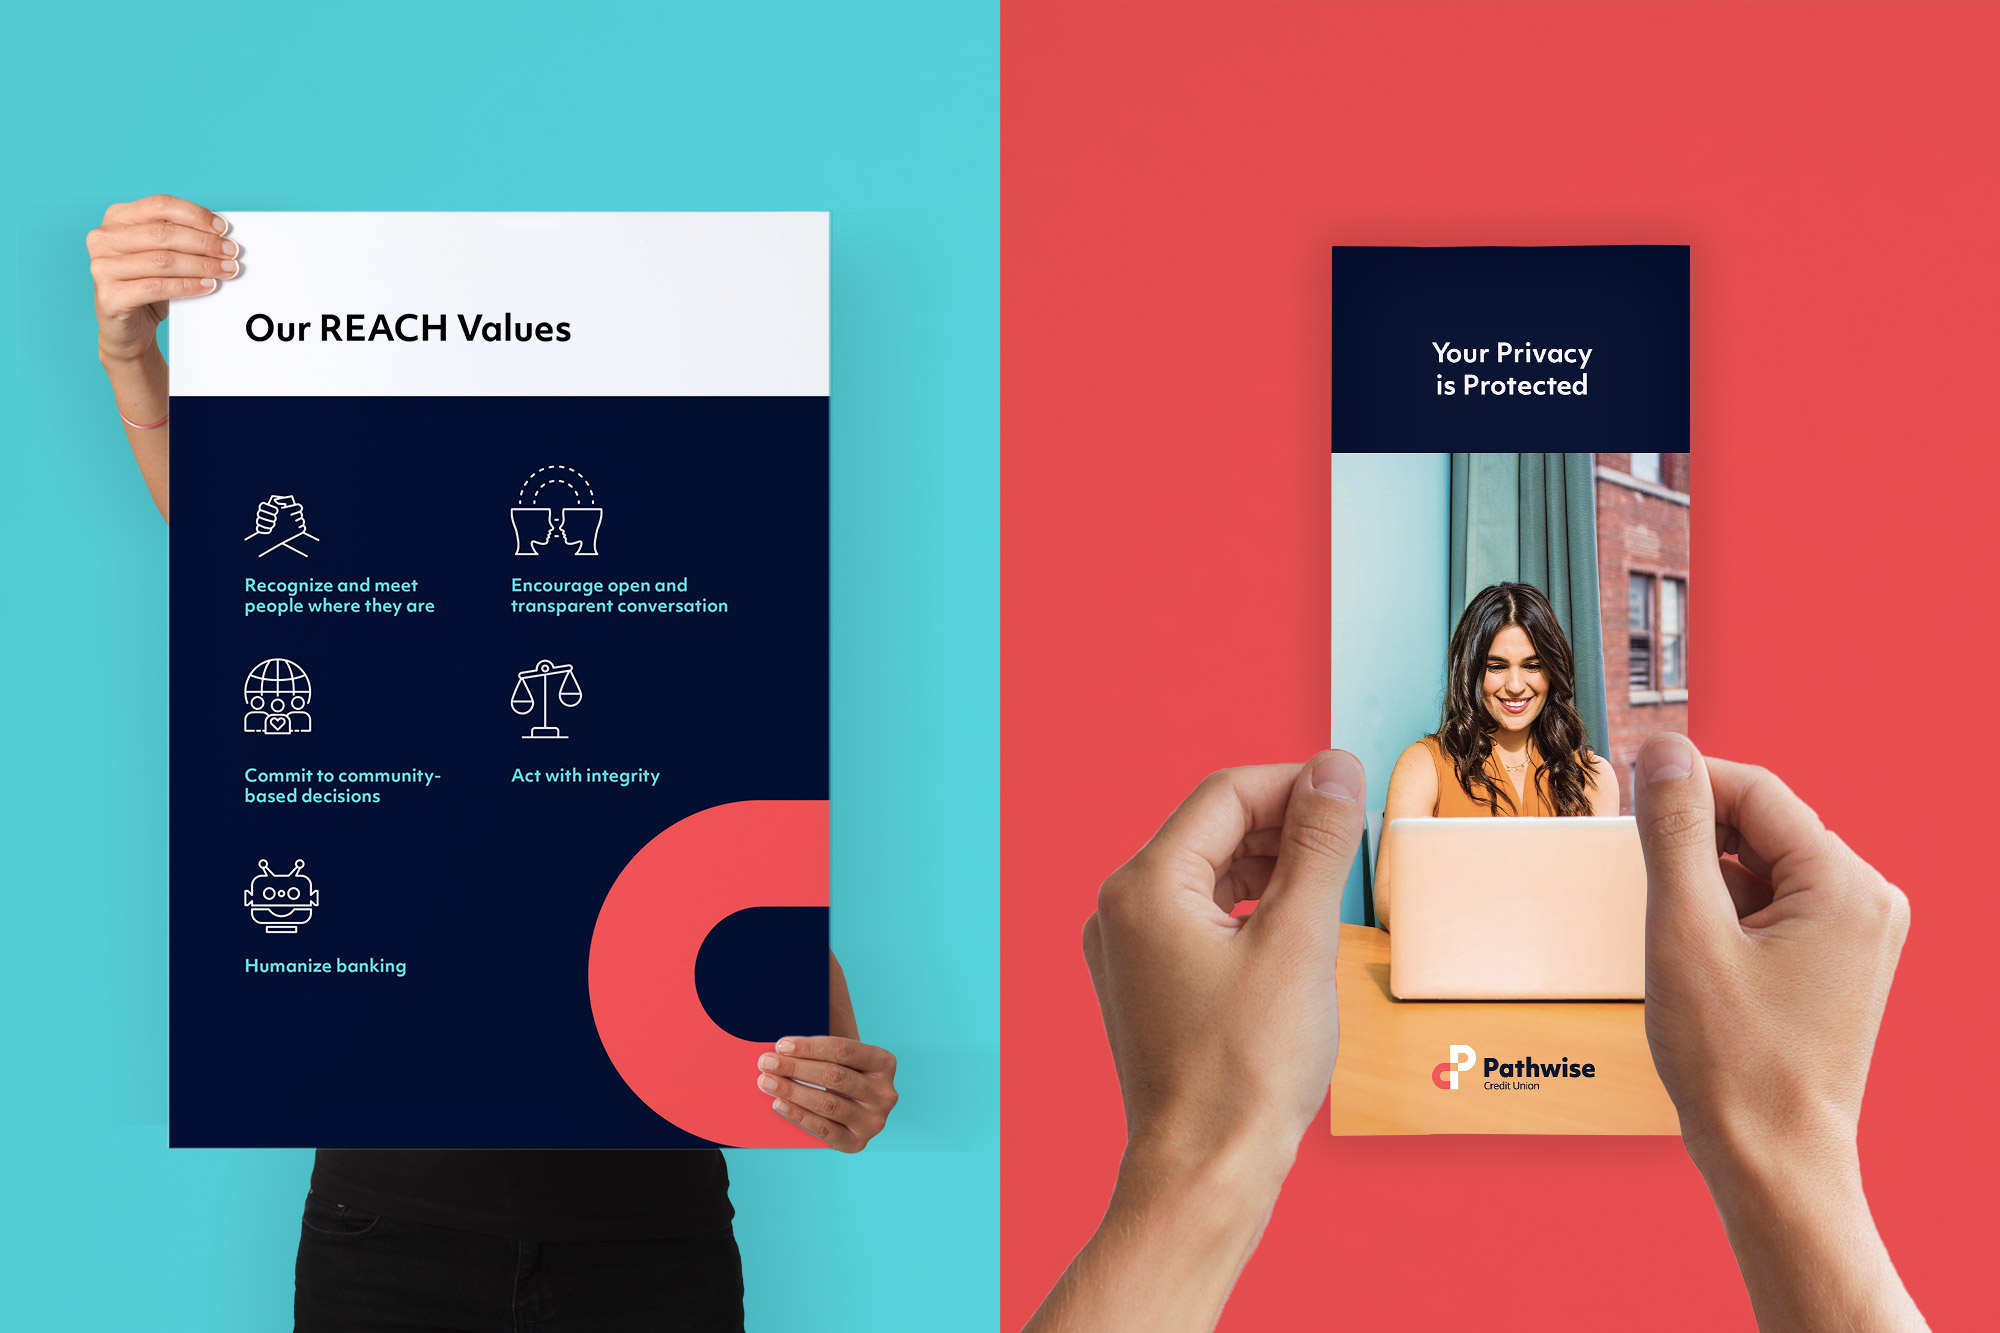 Our REACH Values
Recognize and meet
people where they are
Encourage open and
transparent conversation
Commit to community-
based decisions
Act with integrity
Humanize banking
Your Privacy
is Protected
Pathwise
Credit Union